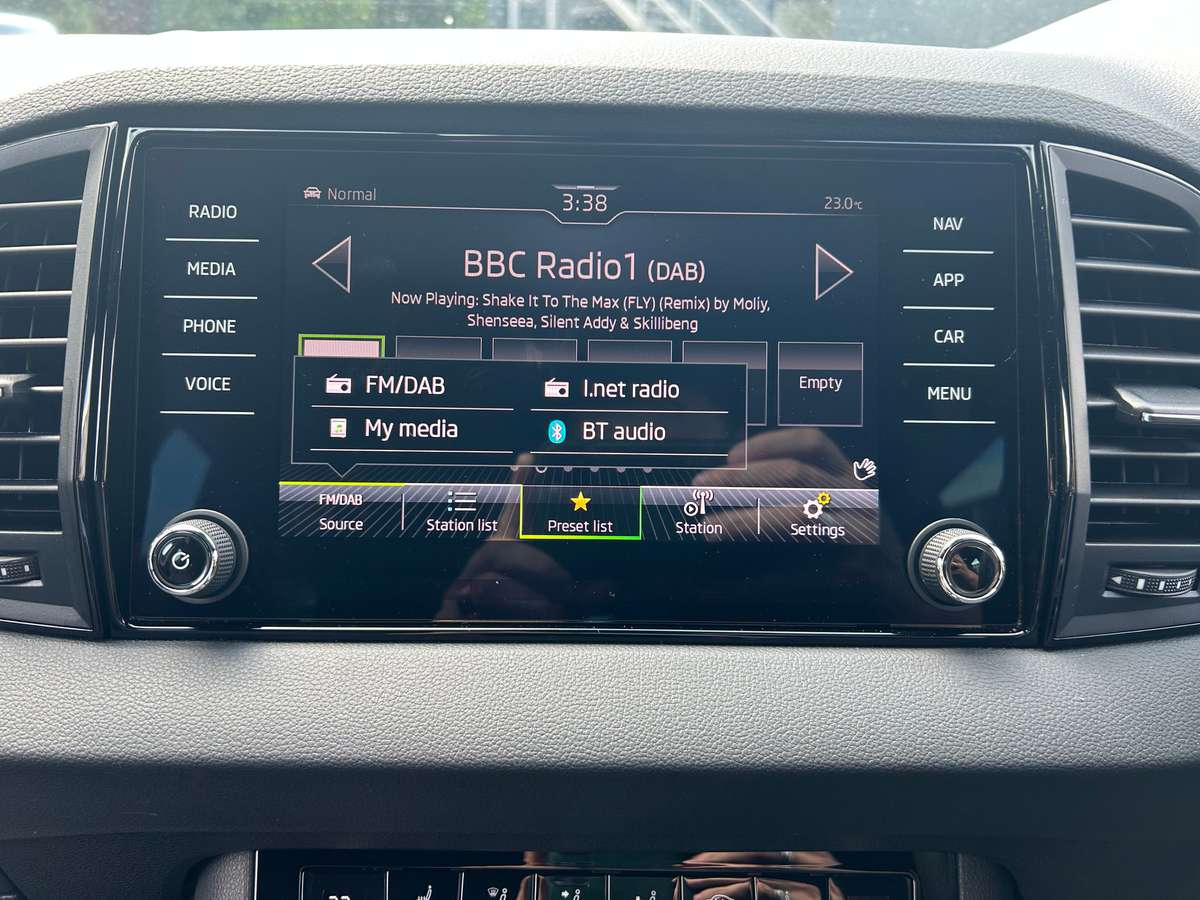 Normal
3:38
23.0°C
RADIO
MEDIA
PHONE
VOICE
NAV
APP
CAR
MENU
BBC Radio1 (DAB)
Now Playing: Shake It To The Max (FLY) (Remix) by Moliy,
Shenseea, Silent Addy & Skillibeng
Empty
FM/DAB
I.net radio
My media
BT audio
FM/DAB
Source
Station list
Preset list
Station
Settings